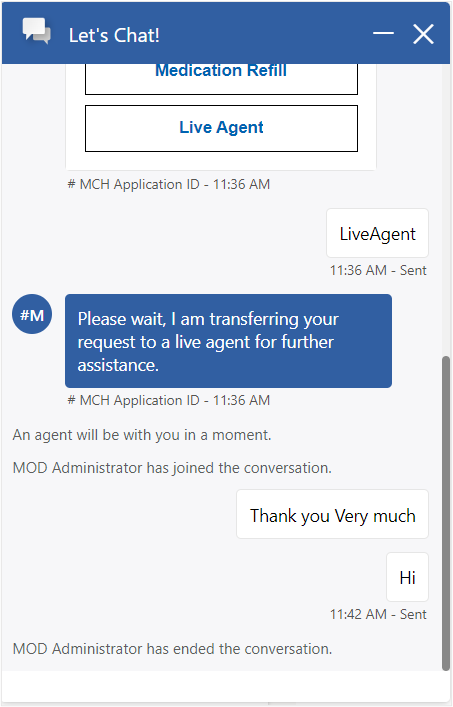 Let's Chat!
Medication Refill
Live Agent
# MCH Application ID - 11:36 AM
LiveAgent
11:36 AM - Sent
#M
Please wait, I am transferring your
request to a live agent for further
assistance.
# MCH Application ID - 11:36 AM
An agent will be with you in a moment.
MOD Administrator has joined the conversation.
Thank you Very much
Hi
11:42 AM - Sent
MOD Administrator has ended the conversation.